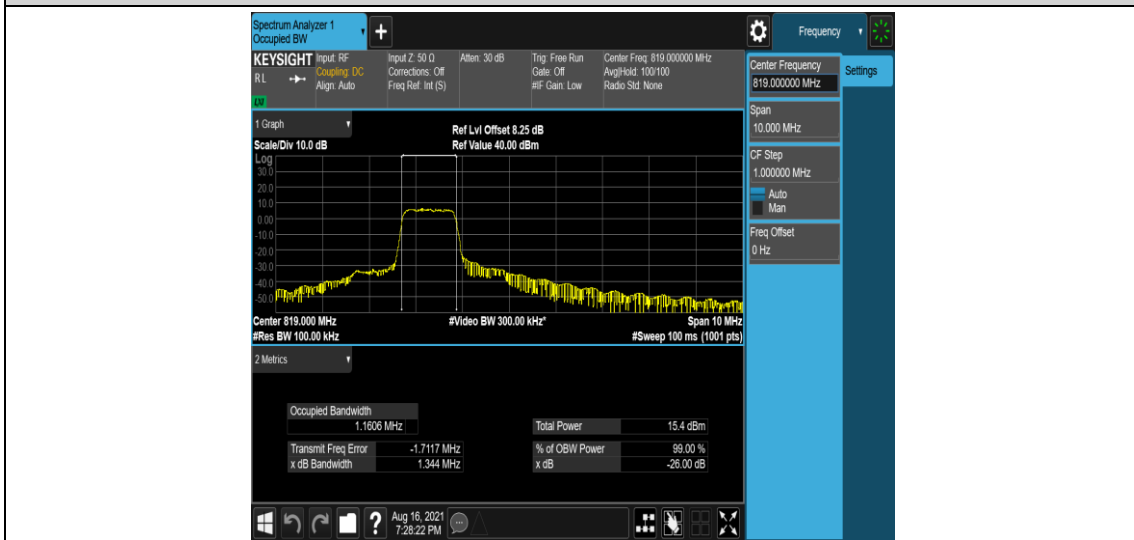 Spectrum Analyzer 1
Occupied BW
Frequency
KEYSIGHT
RL
LXI
Input: RF
Coupling: DC
Align: Auto
Input Z: 50 Ω
Corrections: Off
Freq Ref: Int (S)
Atten: 30 dB
Trig: Free Run
Gate: Off
#IF Gain: Low
Center Freq: 819.000000 MHz
Avg|Hold: 100/100
Radio Std: None
Center Frequency
819.000000 MHz
Settings
Span
10.000 MHz
CF Step
1.000000 MHz
Auto
Man
Freq Offset
0 Hz
1 Graph
Scale/Div 10.0 dB
Ref Lvl Offset 8.25 dB
Ref Value 40.00 dBm
Log
30.0
20.0
10.0
0.00
-10.0
-20.0
-30.0
-40.0
-50.0
Center 819.000 MHz
#Video BW 300.00 kHz*
Span 10 MHz
#Res BW 100.00 kHz
#Sweep 100 ms (1001 pts)
2 Metrics
Occupied Bandwidth
1.1606 MHz
Total Power 15.4 dBm
Transmit Freq Error -1.7117 MHz
% of OBW Power 99.00 %
x dB Bandwidth 1.344 MHz
x dB -26.00 dB
?
Aug 16, 2021
7:28:22 PM